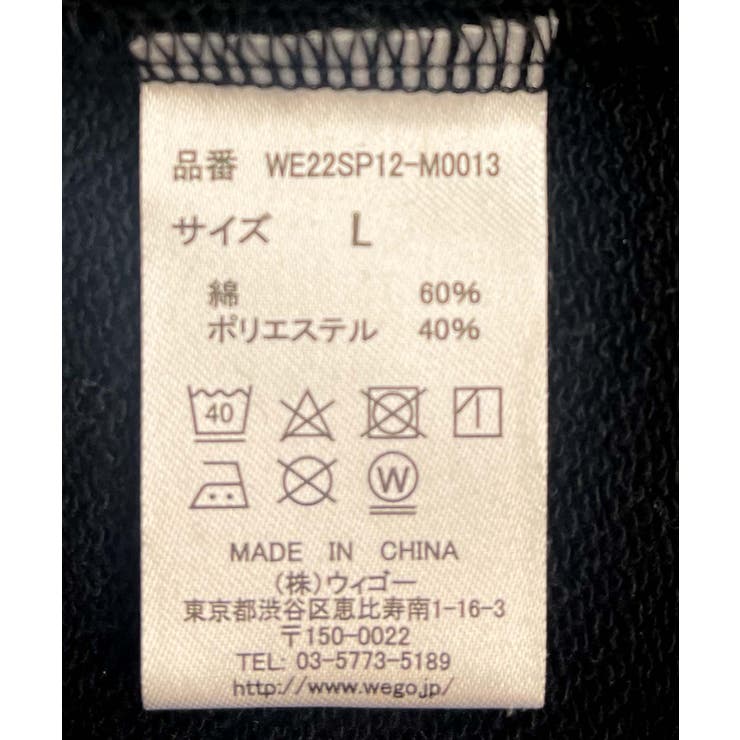 品番 WE22SP12-M0013
サイズ L
綿 60%
ポリエステル 40%
40
W
MADE IN CHINA
(株)ウィゴー
東京都渋谷区恵比寿南1-16-3
〒150-0022
TEL: 03-5773-5189
http://www.wego.jp/